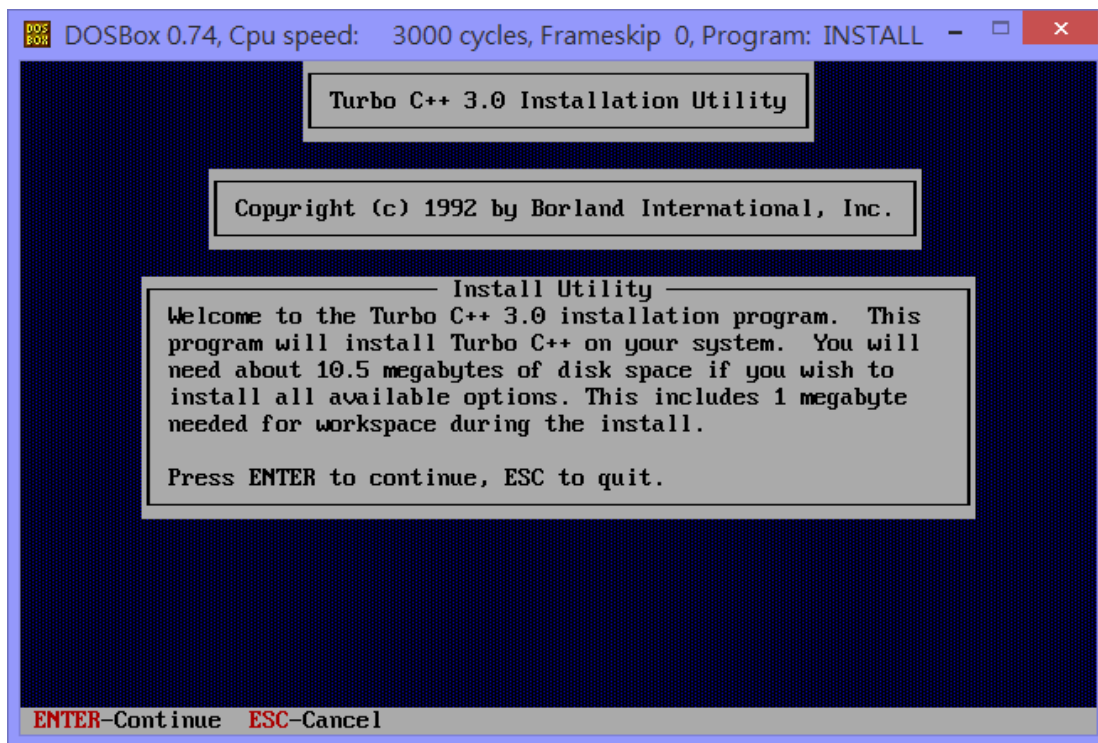 DOS
BOX
DOSBox 0.74, Cpu speed: 3000 cycles, Frameskip 0, Program: INSTALL
Turbo C++ 3.0 Installation Utility
Copyright (c) 1992 by Borland International, Inc.
Install Utility
Welcome to the Turbo C++ 3.0 installation program. This
program will install Turbo C++ on your system. You will
need about 10.5 megabytes of disk space if you wish to
install all available options. This includes 1 megabyte
needed for workspace during the install.
Press ENTER to continue, ESC to quit.
ENTER-Continue ESC-Cancel